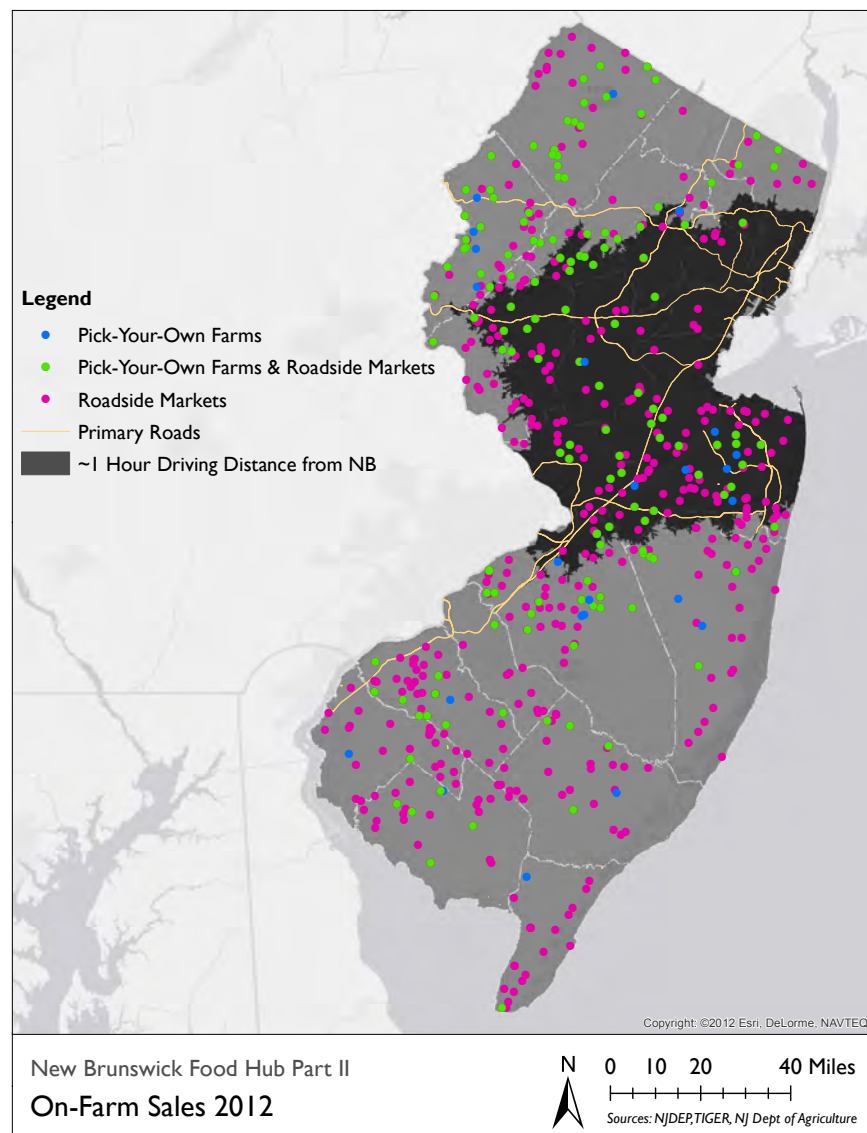 Legend
Pick-Your-Own Farms
Pick-Your-Own Farms & Roadside Markets
Roadside Markets
Primary Roads
~1 Hour Driving Distance from NB
Copyright: ©2012 Esri, DeLorme, NAVTEQ
New Brunswick Food Hub Part II
On-Farm Sales 2012
N
0 10 20 40 Miles
Sources: NJDEP,TIGER, NJ Dept of Agriculture